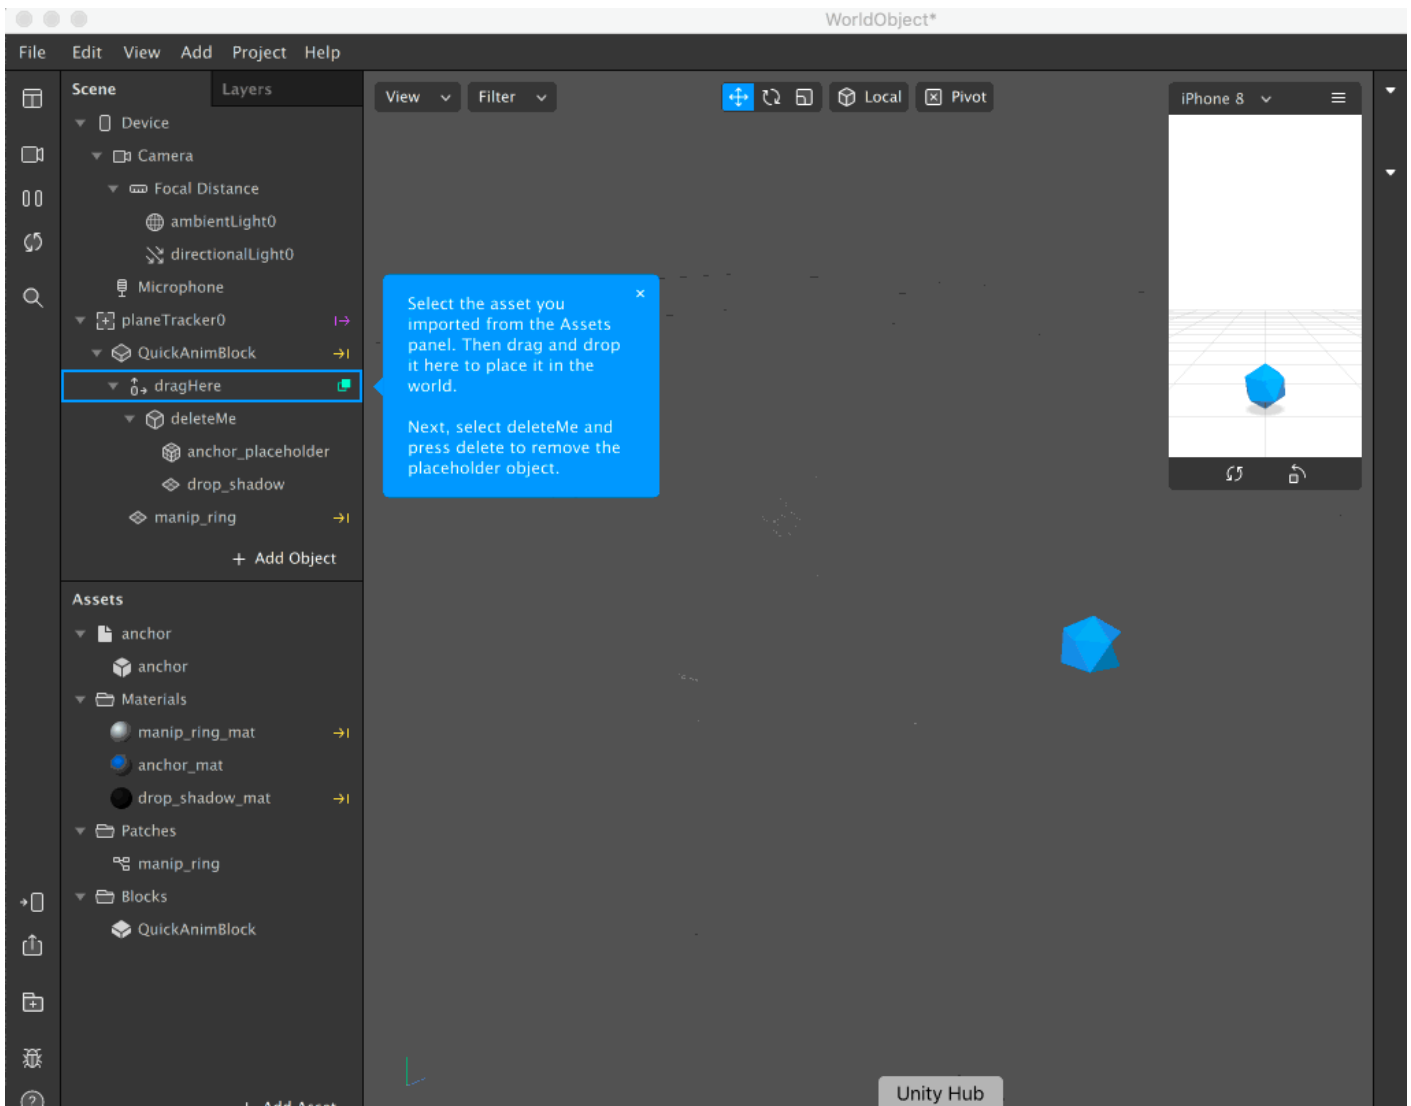 WorldObject*
File Edit View Add Project Help
Scene Layers
Device
Camera
Focal Distance
ambientLight0
directionalLight0
Microphone
planeTracker0
QuickAnimBlock
dragHere
deleteMe
anchor_placeholder
drop_shadow
manip_ring
+ Add Object
Assets
anchor
anchor
Materials
manip_ring_mat
anchor_mat
drop_shadow_mat
Patches
manip_ring
Blocks
QuickAnimBlock
+ Add Asset
View Filter
Local Pivot
Select the asset you
imported from the Assets
panel. Then drag and drop
it here to place it in the
world.
Next, select deleteMe and
press delete to remove the
placeholder object.
iPhone 8
Unity Hub